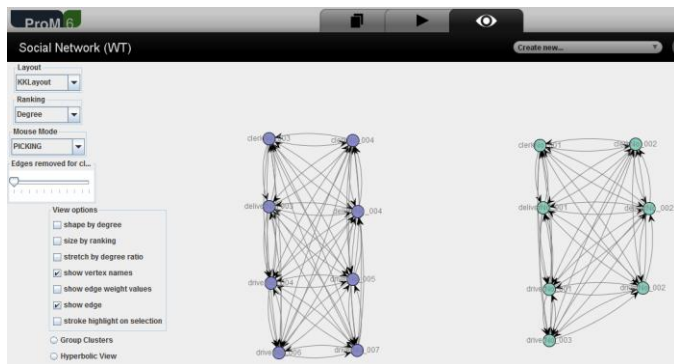 ProM 6
Social Network (WT)
Create new...
Layout
KKLayout
Ranking
Degree
Mouse Mode
PICKING
Edges removed for cl...
View options
shape by degree
size by ranking
stretch by degree ratio
show vertex names
show edge weight values
show edge
stroke highlight on selection
Group Clusters
Hyperbolic View
_004
_004
_005
_007
_002
_002
_002